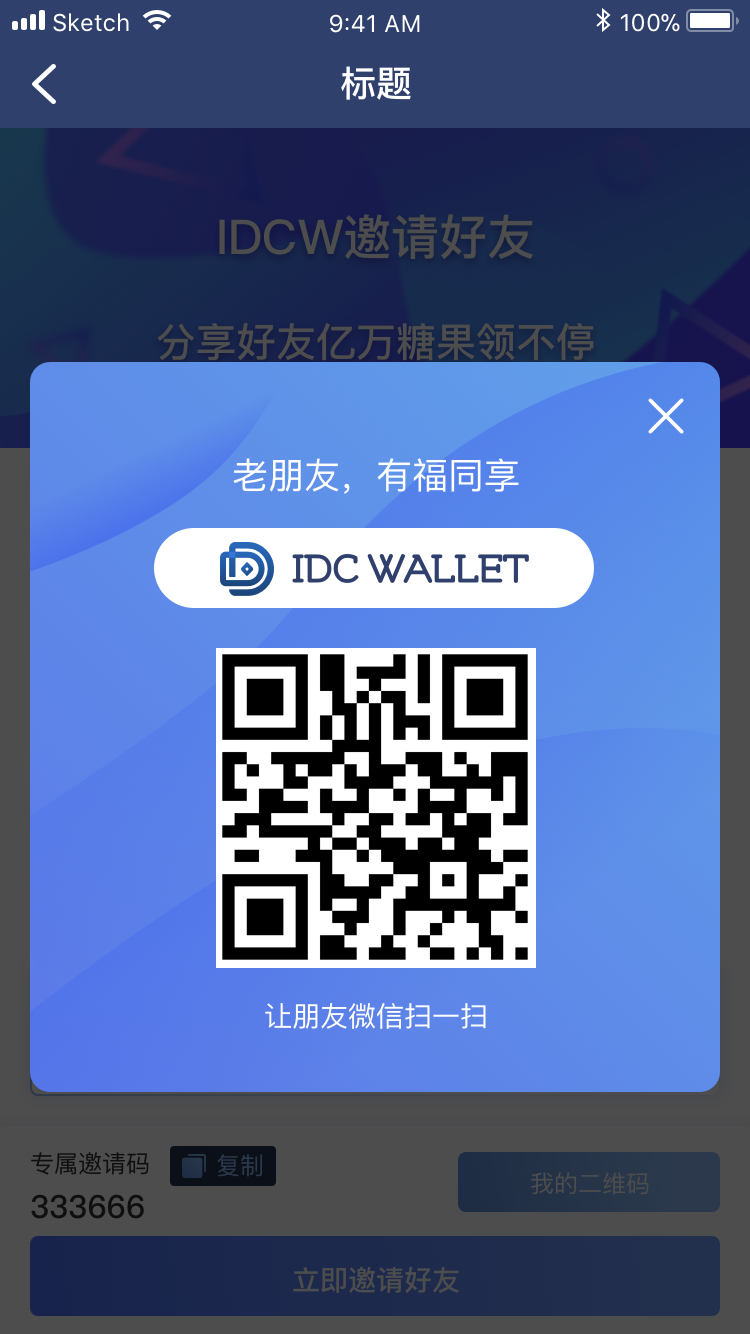 Sketch 9:41 AM 100%
标题
IDCW邀请好友
分享好友亿万糖果领不停
老朋友，有福同享
IDC WALLET
让朋友微信扫一扫
专属邀请码 复制
333666
我的二维码
立即邀请好友